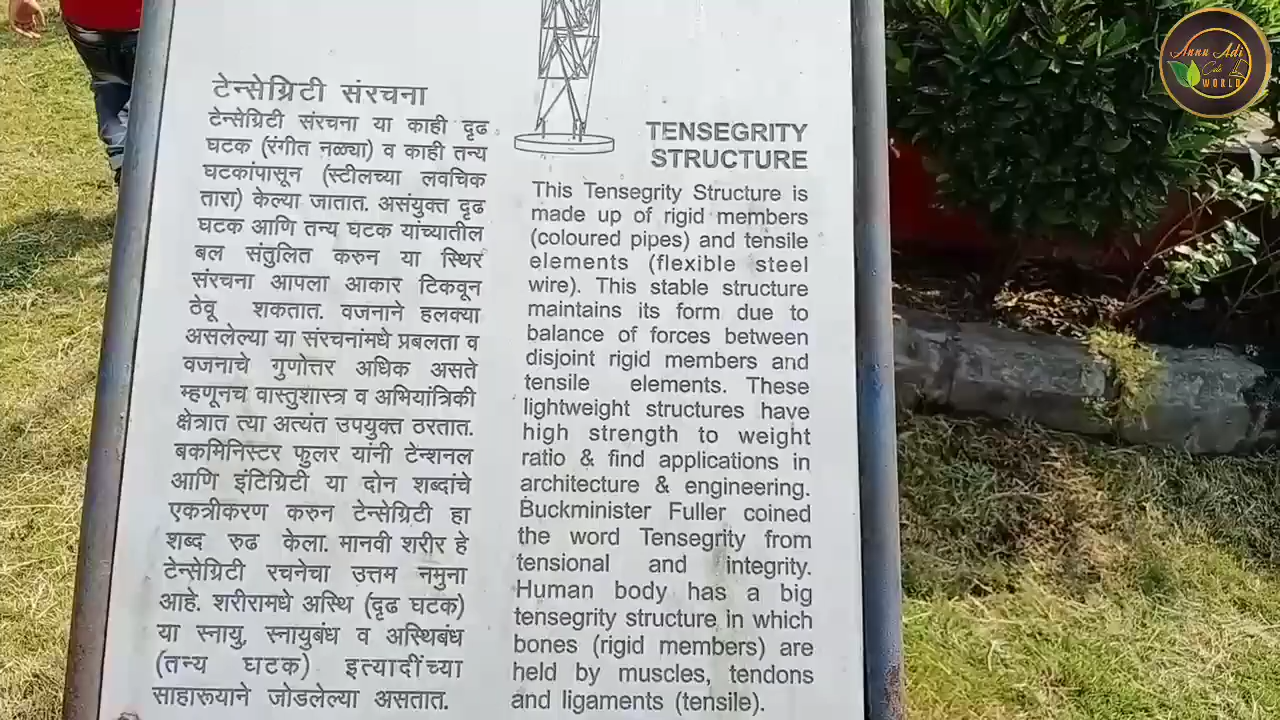 टेन्सेग्रिटी संरचना
टेन्सेग्रिटी संरचना या काही दृढ
घटक (रंगीत नळ्या) व काही तन्य
घटकांपासून (स्टीलच्या लवचिक
तारा) केल्या जातात. असंयुक्त दृढ
घटक आणि तन्य घटक यांच्यातील
बल संतुलित करुन या स्थिर
संरचना आपला आकार टिकवून
ठेवू शकतात. वजनाने हलक्या
असलेल्या या संरचनांमधे प्रबलता व
वजनाचे गुणोत्तर अधिक असते
म्हणूनच वास्तुशास्त्र व अभियांत्रिकी
क्षेत्रात त्या अत्यंत उपयुक्त ठरतात.
बकमिनिस्टर फुलर यांनी टेन्शनल
आणि इंटिग्रिटी या दोन शब्दांचे
एकत्रीकरण करुन टेन्सेग्रिटी हा
शब्द रुढ केला. मानवी शरीर हे
टेन्सेग्रिटी रचनेचा उत्तम नमुना
आहे. शरीरामधे अस्थि (दृढ घटक)
या स्नायु, स्नायुबंध व अस्थिबंध
(तन्य घटक) इत्यादींच्या
साहारूयाने जोडलेल्या असतात.
TENSEGRITY
STRUCTURE
This Tensegrity Structure is
made up of rigid members
(coloured pipes) and tensile
elements (flexible steel
wire). This stable structure
maintains its form due to
balance of forces between
disjoint rigid members and
tensile elements. These
lightweight structures have
high strength to weight
ratio & find applications in
architecture & engineering.
Buckminister Fuller coined
the word Tensegrity from
tensional and integrity.
Human body has a big
tensegrity structure in which
bones (rigid members) are
held by muscles, tendons
and ligaments (tensile).
Annu Adi
WORLD